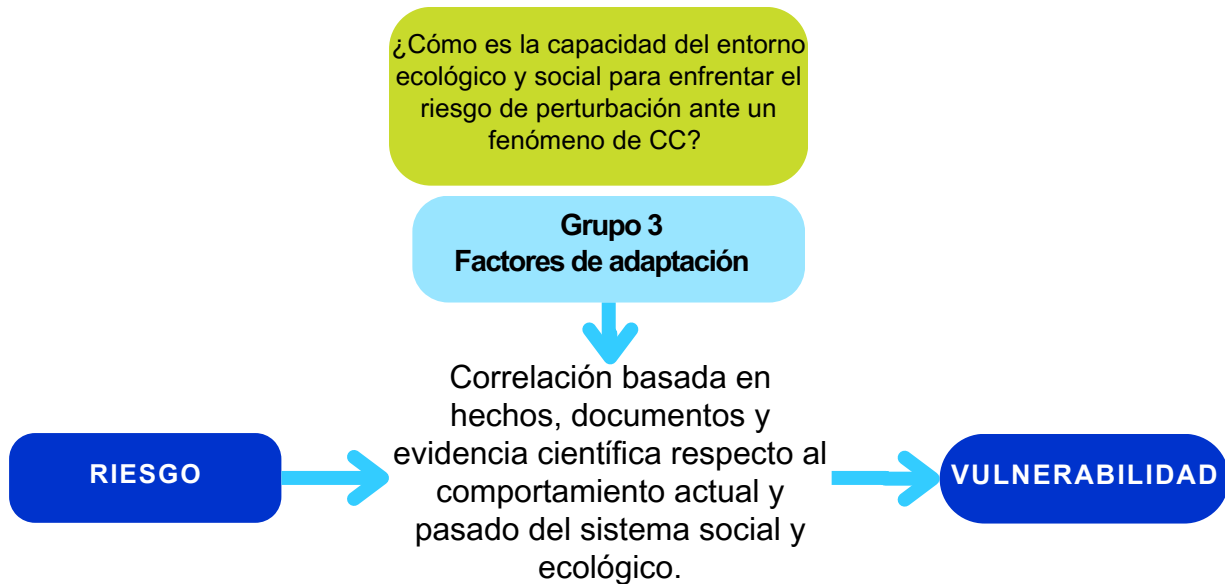 ¿Cómo es la capacidad del entorno
ecológico y social para enfrentar el
riesgo de perturbación ante un
fenómeno de CC?
Grupo 3
Factores de adaptación
Correlación basada en
hechos, documentos y
evidencia científica respecto al
comportamiento actual y
pasado del sistema social y
ecológico.
RIESGO
VULNERABILIDAD